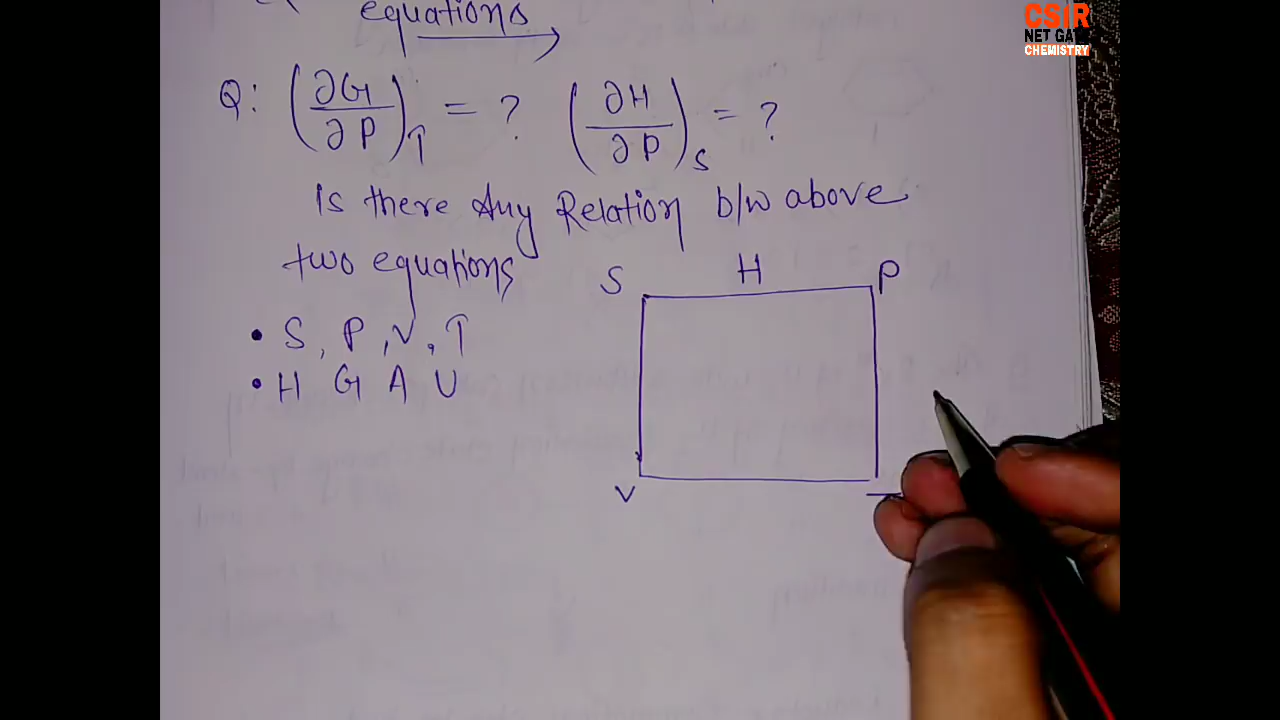 equations
CSIR
NET GATE
CHEMISTRY
Q: (∂G/∂P)T = ? (∂H/∂P)S = ?
Is there Any Relation b/w above
two equations
S H P
• S, P, V, T
• H G A U
V T